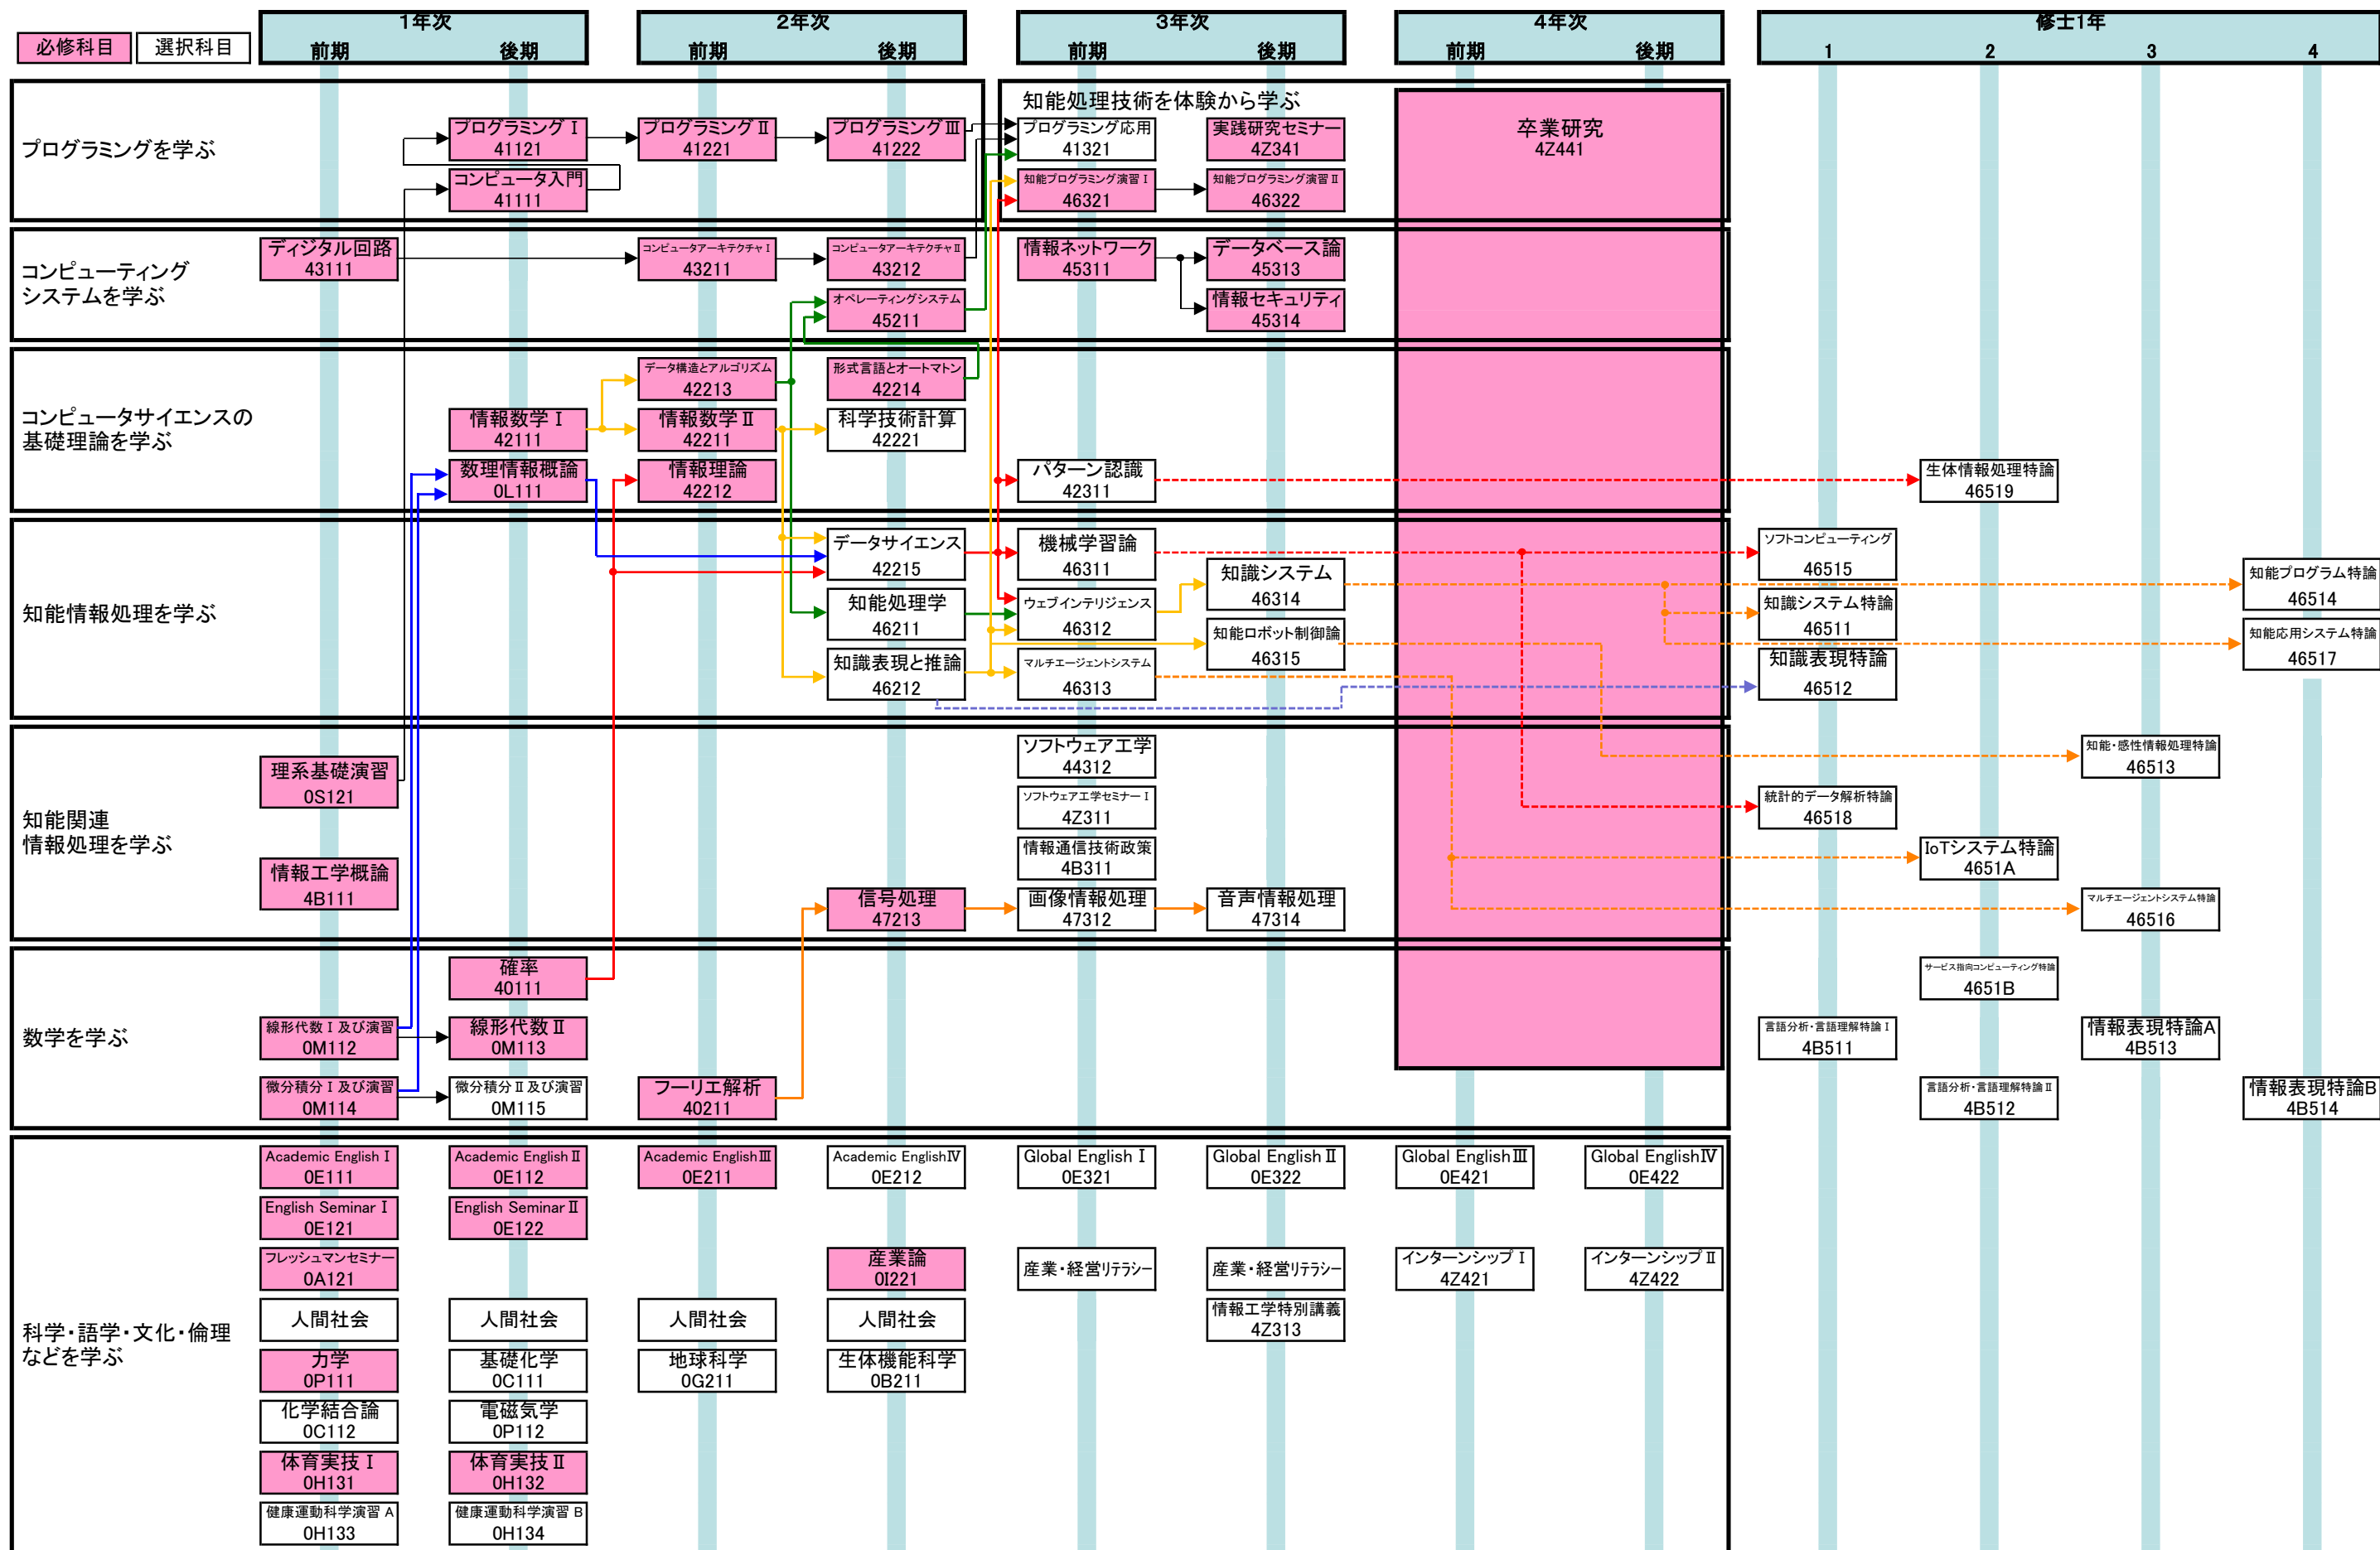 必修科目 選択科目
1年次 2年次 3年次 4年次 修士1年
前期 後期 前期 後期 前期 後期 前期 後期 1 2 3 4
プログラミングを学ぶ
プログラミングⅠ
41121
プログラミングⅡ
41221
プログラミングⅢ
41222
コンピュータ入門
41111
知能処理技術を体験から学ぶ
プログラミング応用
41321
実践研究セミナー
4Z341
知能プログラミング演習Ⅰ
46321
知能プログラミング演習Ⅱ
46322
卒業研究
4Z441
コンピューティング
システムを学ぶ
ディジタル回路
43111
コンピュータアーキテクチャⅠ
43211
コンピュータアーキテクチャⅡ
43212
情報ネットワーク
45311
データベース論
45313
オペレーティングシステム
45211
情報セキュリティ
45314
コンピュータサイエンスの
基礎理論を学ぶ
データ構造とアルゴリズム
42213
形式言語とオートマトン
42214
情報数学Ⅰ
42111
情報数学Ⅱ
42211
科学技術計算
42221
数理情報概論
0L111
情報理論
42212
パターン認識
42311
生体情報処理特論
46519
知能情報処理を学ぶ
データサイエンス
42215
機械学習論
46311
ソフトコンピューティング
46515
知識システム
46314
知能プログラム特論
46514
知能処理学
46211
ウェブインテリジェンス
46312
知識システム特論
46511
知能ロボット制御論
46315
知能応用システム特論
46517
知識表現と推論
46212
マルチエージェントシステム
46313
知識表現特論
46512
知能関連
情報処理を学ぶ
理系基礎演習
0S121
情報工学概論
4B111
ソフトウェア工学
44312
知能・感性情報処理特論
46513
ソフトウェア工学セミナーⅠ
4Z311
統計的データ解析特論
46518
情報通信技術政策
4B311
IoTシステム特論
4651A
信号処理
47213
画像情報処理
47312
音声情報処理
47314
マルチエージェントシステム特論
46516
数学を学ぶ
確率
40111
サービス指向コンピューティング特論
4651B
線形代数Ⅰ及び演習
0M112
線形代数Ⅱ
0M113
言語分析・言語理解特論Ⅰ
4B511
情報表現特論A
4B513
微分積分Ⅰ及び演習
0M114
微分積分Ⅱ及び演習
0M115
フーリエ解析
40211
言語分析・言語理解特論Ⅱ
4B512
情報表現特論B
4B514
科学・語学・文化・倫理
などを学ぶ
Academic EnglishⅠ
0E111
Academic EnglishⅡ
0E112
Academic EnglishⅢ
0E211
Academic EnglishⅣ
0E212
Global EnglishⅠ
0E321
Global EnglishⅡ
0E322
Global EnglishⅢ
0E421
Global EnglishⅣ
0E422
English SeminarⅠ
0E121
English SeminarⅡ
0E122
フレッシュマンセミナー
0A121
産業論
0I221
産業・経営リテラシー
産業・経営リテラシー
インターンシップⅠ
4Z421
インターンシップⅡ
4Z422
人間社会
人間社会
人間社会
人間社会
情報工学特別講義
4Z313
力学
0P111
基礎化学
0C111
地球科学
0G211
生体機能科学
0B211
化学結合論
0C112
電磁気学
0P112
体育実技Ⅰ
0H131
体育実技Ⅱ
0H132
健康運動科学演習 A
0H133
健康運動科学演習 B
0H134